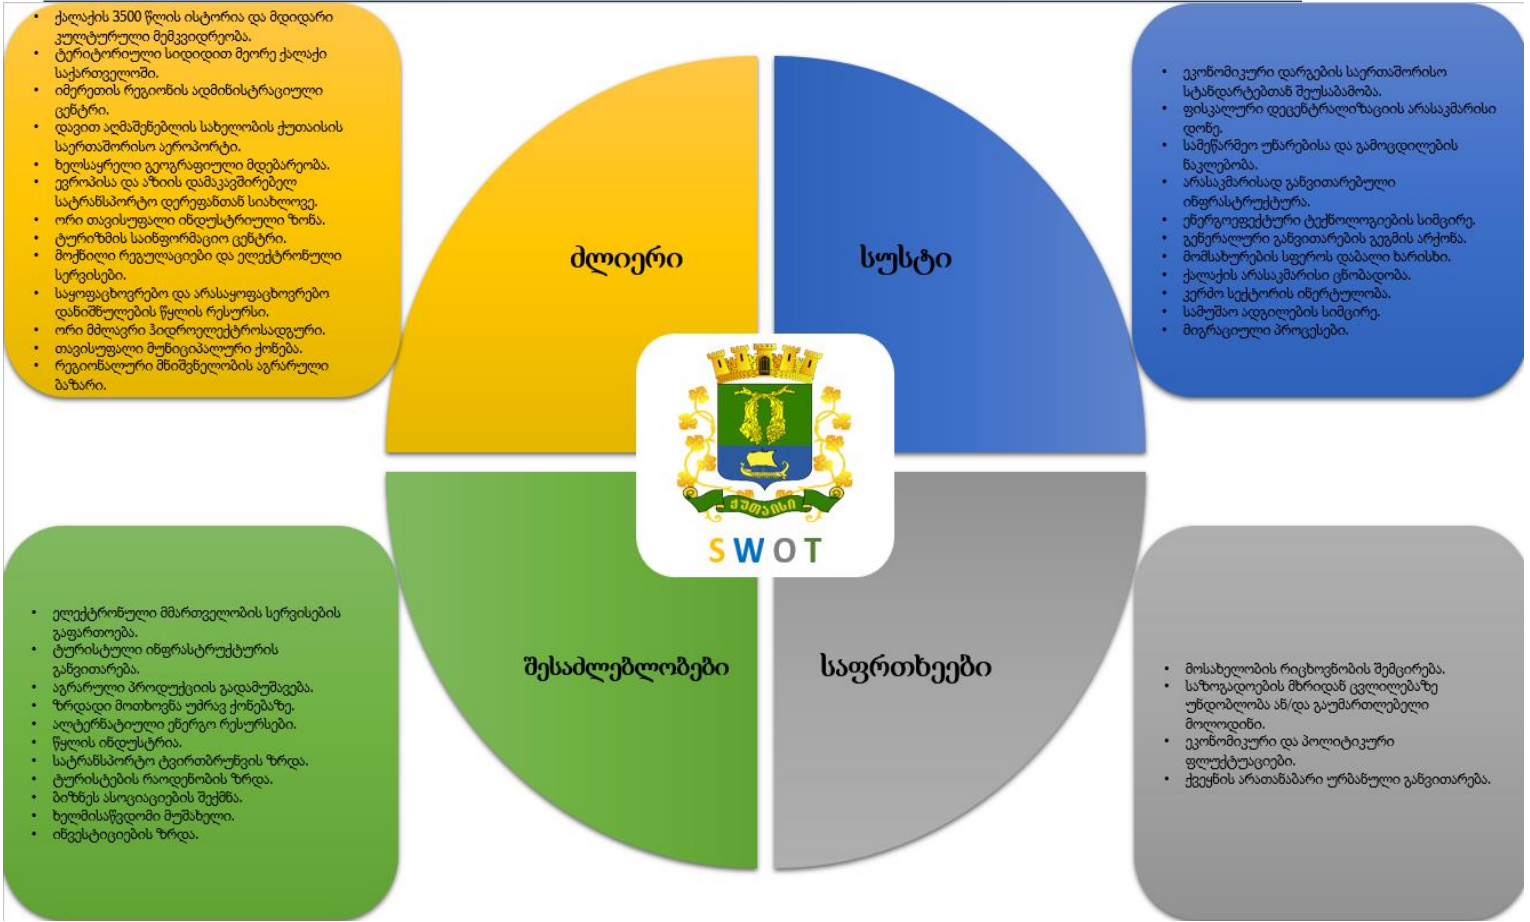 • ქალაქის 3500 წლის ისტორია და მდიდარი
კულტურული მემკვიდრეობა.
• ტერიტორიული სიდიდით მეორე ქალაქი
საქართველოში.
• იმერეთის რეგიონის ადმინისტრაციული
ცენტრი.
• დავით აღმაშენებლის სახელობის ქუთაისის
საერთაშორისო აეროპორტი.
• ხელსაყრელი გეოგრაფიული მდებარეობა.
• ევროპისა და აზიის დამაკავშირებელ
სატრანსპორტო დერეფანთან სიახლოვე.
• ორი თავისუფალი ინდუსტრიული ზონა.
• ტურიზმის საინფორმაციო ცენტრი.
• მოქნილი რეგულაციები და ელექტრონული
სერვისები.
• საყოფაცხოვრებო და არასაყოფაცხოვრებო
დანიშნულების წყლის რესურსი.
• ორი მძლავრი ჰიდროელექტროსადგური.
• თავისუფალი მუნიციპალური ქონება.
• რეგიონალური მნიშვნელობის აგრარული
ბაზარი.
ძლიერი
სუსტი
• ეკონომიკური დარგების საერთაშორისო
სტანდარტებთან შეუსაბამობა.
• ფისკალური დეცენტრალიზაციის არასაკმარისი
დონე.
• სამეწარმეო უნარებისა და გამოცდილების
ნაკლებობა.
• არასაკმარისად განვითარებული
ინფრასტრუქტურა.
• ენერგოეფექტური ტექნოლოგიების სიმცირე.
• გენერალური განვითარების გეგმის არქონა.
• მომსახურების სფეროს დაბალი ხარისხი.
• ქალაქის არასაკმარისი ცნობადობა.
• კერძო სექტორის ინერტულობა.
• სამუშაო ადგილების სიმცირე.
• მიგრაციული პროცესები.
ქუთაისი
SWOT
• ელექტრონული მმართველობის სერვისების
გაფართოება.
• ტურისტული ინფრასტრუქტურის
განვითარება.
• აგრარული პროდუქციის გადამუშავება.
• ზრდადი მოთხოვნა უძრავ ქონებაზე.
• ალტერნატიული ენერგო რესურსები.
• წყლის ინდუსტრია.
• სატრანსპორტო ტვირთბრუნვის ზრდა.
• ტურისტების რაოდენობის ზრდა.
• ბიზნეს ასოციაციების შექმნა.
• ხელმისაწვდომი მუშახელი.
• ინვესტიციების ზრდა.
შესაძლებლობები
საფრთხეები
• მოსახელობის რიცხოვნობის შემცირება.
• საზოგადოების მხრიდან ცვლილებაზე
უნდობლობა ან/და გაუმართლებელი
მოლოდინი.
• ეკონომიკური და პოლიტიკური
ფლუქტუაციები.
• ქვეყნის არათანაბარი ურბანული განვითარება.